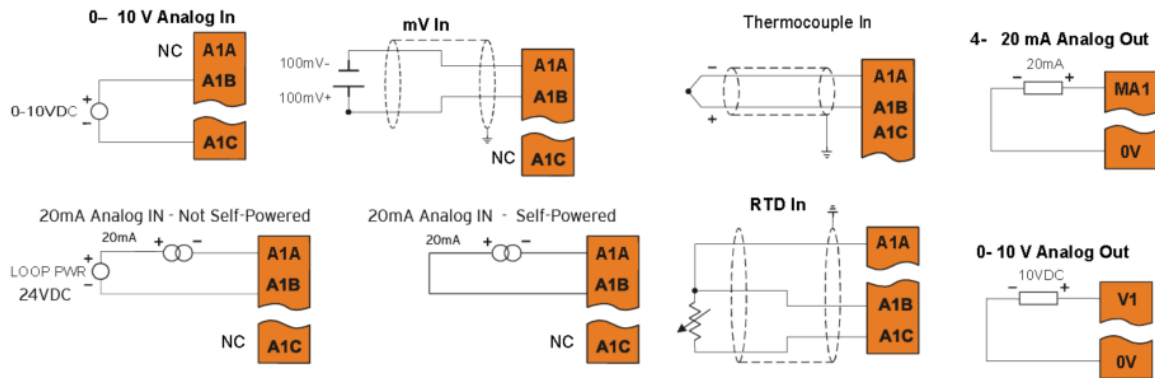 0– 10 V Analog In
NC
A1A
A1B
0-10VDC
+
–
A1C
mV In
100mV-
100mV+
A1A
A1B
NC
A1C
Thermocouple In
–
+
A1A
A1B
A1C
4- 20 mA Analog Out
20mA
–
+
MA1
0V
20mA Analog IN - Not Self-Powered
20mA
+
–
+
LOOP PWR
–
24VDC
A1A
A1B
NC
A1C
20mA Analog IN - Self-Powered
20mA
+
–
A1A
A1B
NC
A1C
RTD In
A1A
A1B
A1C
0- 10 V Analog Out
10VDC
–
+
V1
0V